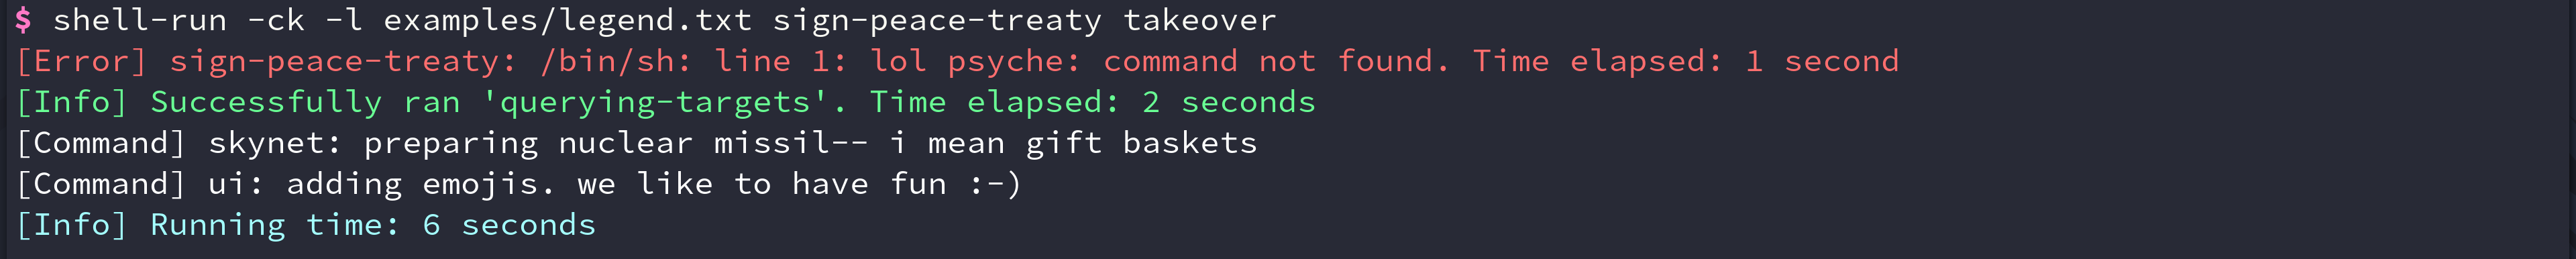 $ shell-run -ck -l examples/legend.txt sign-peace-treaty takeover
[Error] sign-peace-treaty: /bin/sh: line 1: lol psyche: command not found. Time elapsed: 1 second
[Info] Successfully ran 'querying-targets'. Time elapsed: 2 seconds
[Command] skynet: preparing nuclear missil-- i mean gift baskets
[Command] ui: adding emojis. we like to have fun :-)
[Info] Running time: 6 seconds